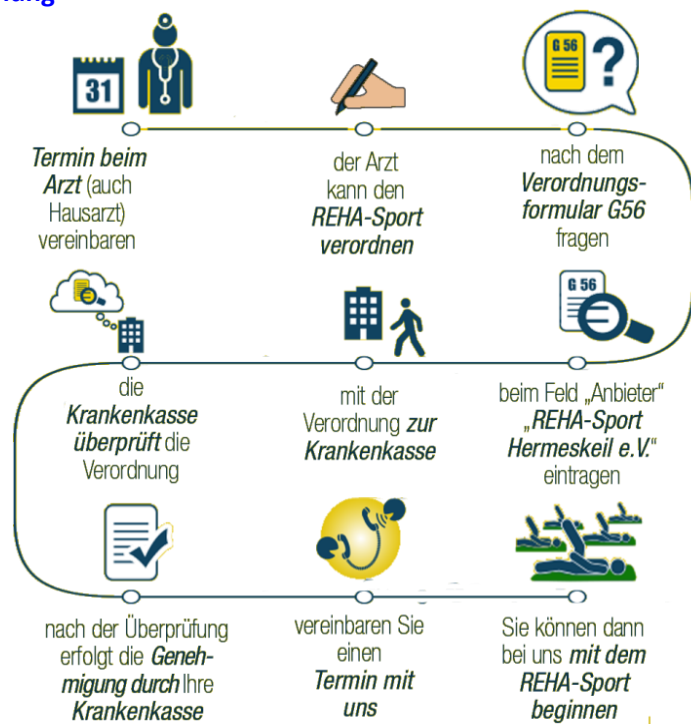 31
Termin beim
Arzt (auch
Hausarzt)
vereinbaren
der Arzt
kann den
REHA-Sport
verordnen
G 56
?
nach dem
Verordnungs-
formular G56
fragen
G 56
beim Feld „Anbieter“
„REHA-Sport
Hermeskeil e.V.“
eintragen
mit der
Verordnung zur
Krankenkasse
die
Krankenkasse
überprüft die
Verordnung
nach der Überprüfung
erfolgt die Geneh-
migung durch Ihre
Krankenkasse
vereinbaren Sie
einen
Termin mit
uns
Sie können dann
bei uns mit dem
REHA-Sport
beginnen